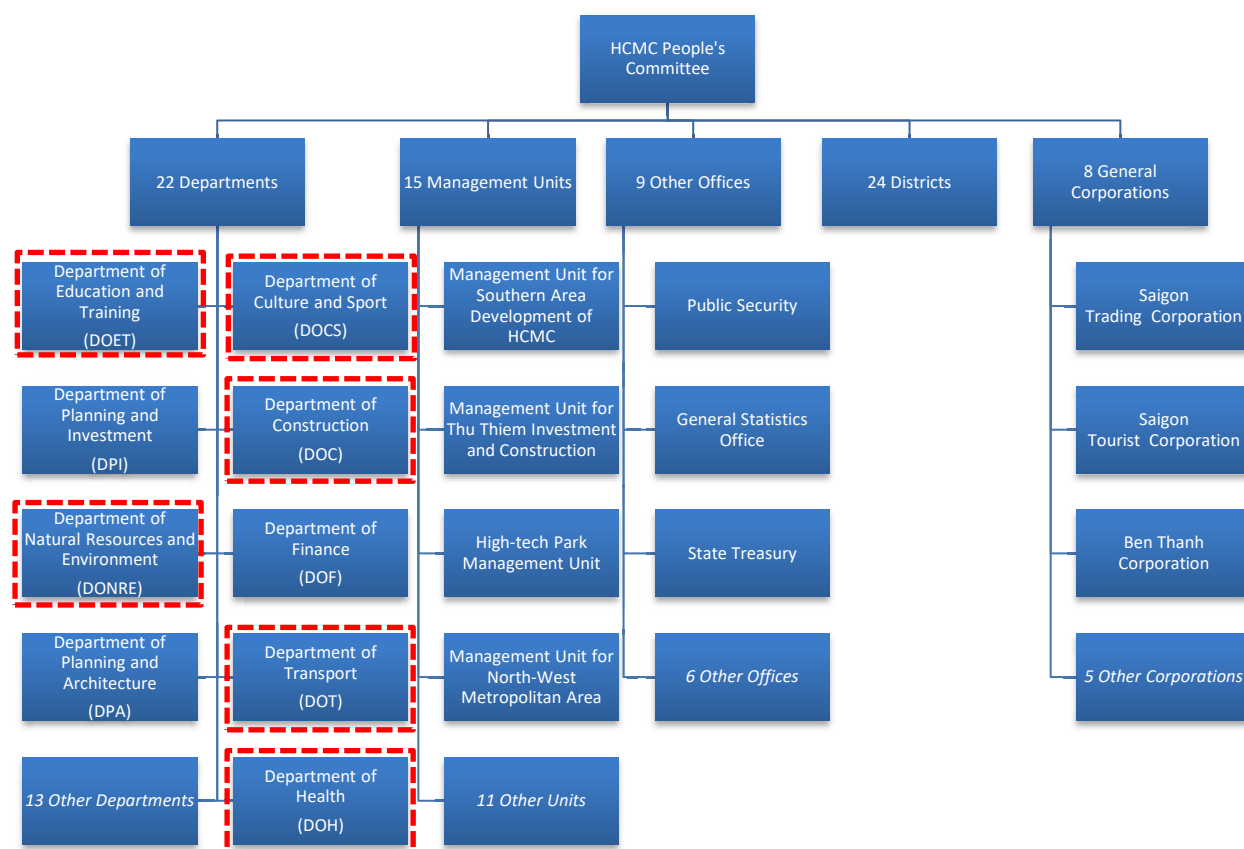 HCMC People's
Committee
22 Departments
15 Management Units
9 Other Offices
24 Districts
8 General
Corporations
Department of
Education and
Training
(DOET)
Department of
Culture and Sport
(DOCS)
Management Unit for
Southern Area
Development of
HCMC
Public Security
Saigon
Trading Corporation
Department of
Planning and
Investment
(DPI)
Department of
Construction
(DOC)
Management Unit for
Thu Thiem Investment
and Construction
General Statistics
Office
Saigon
Tourist Corporation
Department of
Natural Resources and
Environment
(DONRE)
Department of
Finance
(DOF)
High-tech Park
Management Unit
State Treasury
Ben Thanh
Corporation
Department of
Planning and
Architecture
(DPA)
Department of
Transport
(DOT)
Management Unit for
North-West
Metropolitan Area
6 Other Offices
5 Other Corporations
13 Other Departments
Department of
Health
(DOH)
11 Other Units